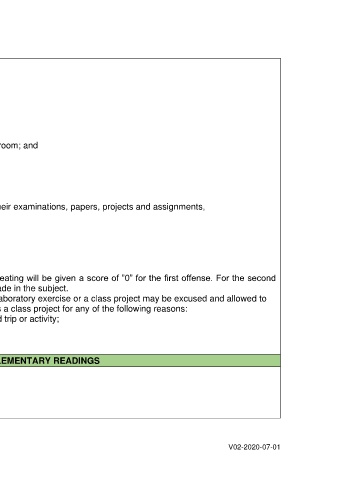 room; and
eir examinations, papers, projects and assignments,
eating will be given a score of "0" for the first offense. For the second
ade in the subject.
aboratory exercise or a class project may be excused and allowed to
a class project for any of the following reasons:
d trip or activity;
LEMENTARY READINGS
V02-2020-07-01